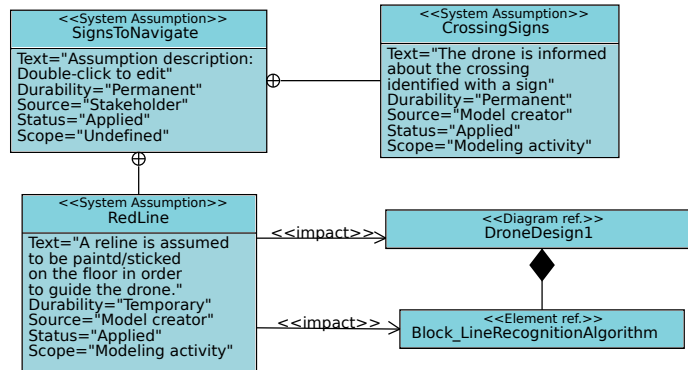 <<System Assumption>>
SignsToNavigate
Text="Assumption description:
Double-click to edit"
Durability="Permanent"
Source="Stakeholder"
Status="Applied"
Scope="Undefined"
<<System Assumption>>
CrossingSigns
Text="The drone is informed
about the crossing
identified with a sign"
Durability="Permanent"
Source="Model creator"
Status="Applied"
Scope="Modeling activity"
<<System Assumption>>
RedLine
Text="A reline is assumed
to be paintd/sticked
on the floor in order
to guide the drone."
Durability="Temporary"
Source="Model creator"
Status="Applied"
Scope="Modeling activity"
<<impact>>
<<Diagram ref.>>
DroneDesign1
<<impact>>
<<Element ref.>>
Block_LineRecognitionAlgorithm